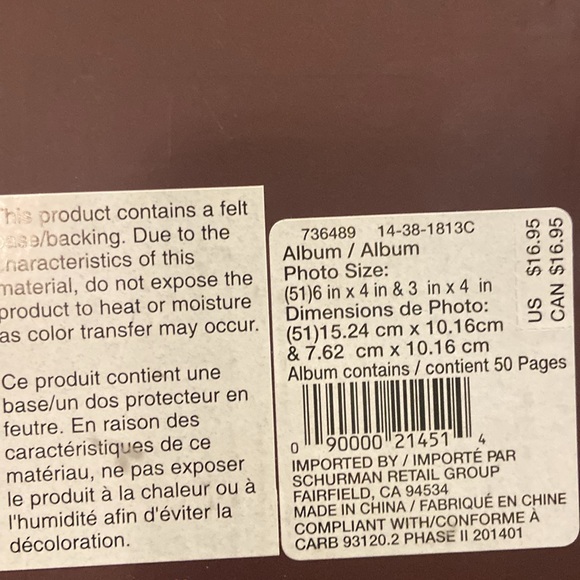 This product contains a felt
base/backing. Due to the
characteristics of this
material, do not expose the
product to heat or moisture
as color transfer may occur.
Ce produit contient une
base/un dos protecteur en
feutre. En raison des
caractéristiques de ce
matériau, ne pas exposer
le produit à la chaleur ou à
l'humidité afin d'éviter la
décoloration.
736489 14-38-1813C
Album / Album
Photo Size:
(51)6 in x 4 in & 3 in x 4 in
Dimensions de Photo:
(51)15.24 cm x 10.16cm
& 7.62 cm x 10.16 cm
Album contains / contient 50 Pages
0 90000 21451 4
IMPORTED BY / IMPORTÉ PAR
SCHURMAN RETAIL GROUP
FAIRFIELD, CA 94534
MADE IN CHINA / FABRIQUÉ EN CHINE
COMPLIANT WITH/CONFORME À
CARB 93120.2 PHASE II 201401
US $16.95
CAN $16.95